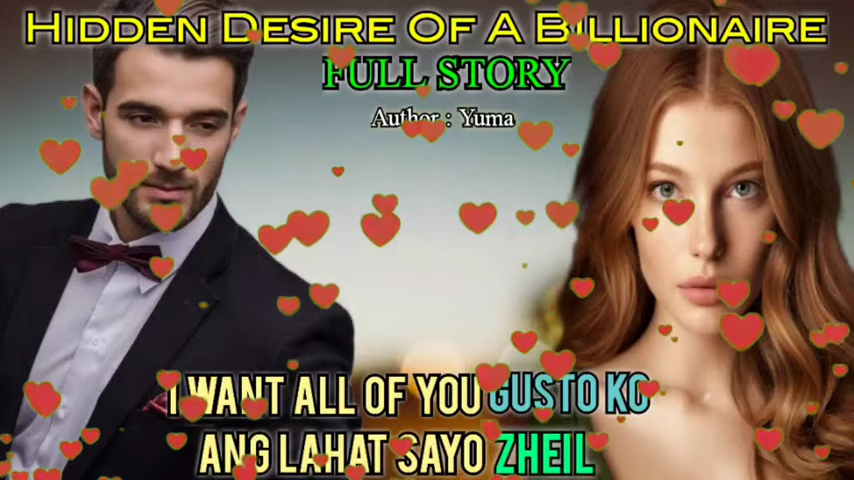 HIDDEN DESIRE OF A BILLIONAIRE
FULL STORY
Author : Yuma
I WANT ALL OF YOU GUSTO KO
ANG LAHAT SAYO ZHEIL